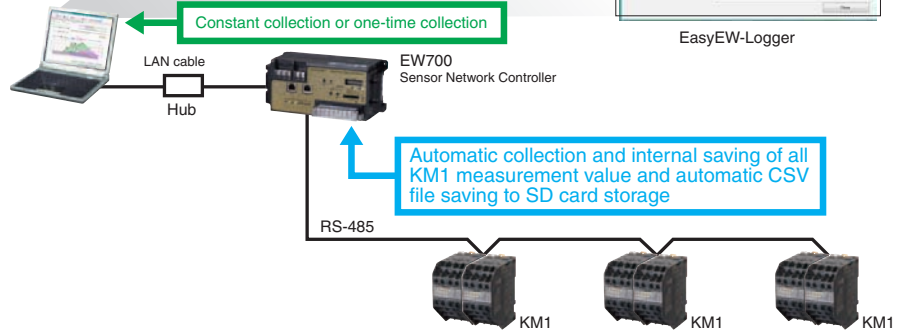 Constant collection or one-time collection
EasyEW-Logger
LAN cable
EW700
Sensor Network Controller
Hub
Automatic collection and internal saving of all
KM1 measurement value and automatic CSV
file saving to SD card storage
RS-485
KM1
KM1
KM1